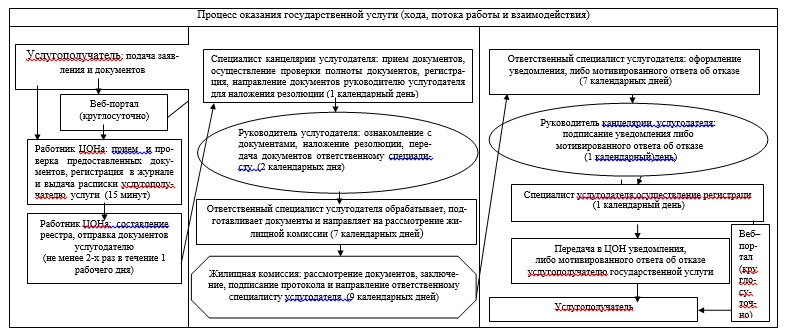 Процесс оказания государственной услуги (хода, потока работы и взаимодействия)
Услугополучатель: подача заяв-
ления и документов
Веб-портал
(круглосуточно)
Работник ЦОНа: прием и про-
верка предоставленных доку-
ментов, регистрация в журнале
и выдача расписки услугополу-
чателю услуги (15 минут)
Работник ЦОНа: составление
реестра, отправка документов
услугодателю
(не менее 2-х раз в течение 1
рабочего дня)
Специалист канцелярии услугодателя: прием документов,
осуществление проверки полноты документов, регистра-
ция, направление документов руководителю услугодателя
для наложения резолюции (1 календарный день)
Руководитель услугодателя: ознакомление с
документами, наложение резолюции, пере-
дача документов ответственному специали-
сту (2 календарных дня)
Ответственный специалист услугодателя обрабатывает, под-
готавливает документы и направляет на рассмотрение жи-
лищной комиссии (7 календарных дней)
Жилищная комиссия: рассмотрение документов, заключе-
ние, подписание протокола и направление ответственному
специалисту услугодателя (9 календарных дней)
Ответственный специалист услугодателя: оформление
уведомления, либо мотивированного ответа об отказе
(7 календарных дней)
Руководитель канцелярии услугодателя:
подписание уведомления либо
мотивированного ответа об отказе
(1 календарный)день)
Специалист услугодателя:осуществление регистраци
(1 календарный день)
Передача в ЦОН уведомления,
либо мотивированного ответа об отказе
услугополучателю государственной услуги
Услугополучатель
Веб–
пор-
тал
(кру
гло-
су-
точ-
но)